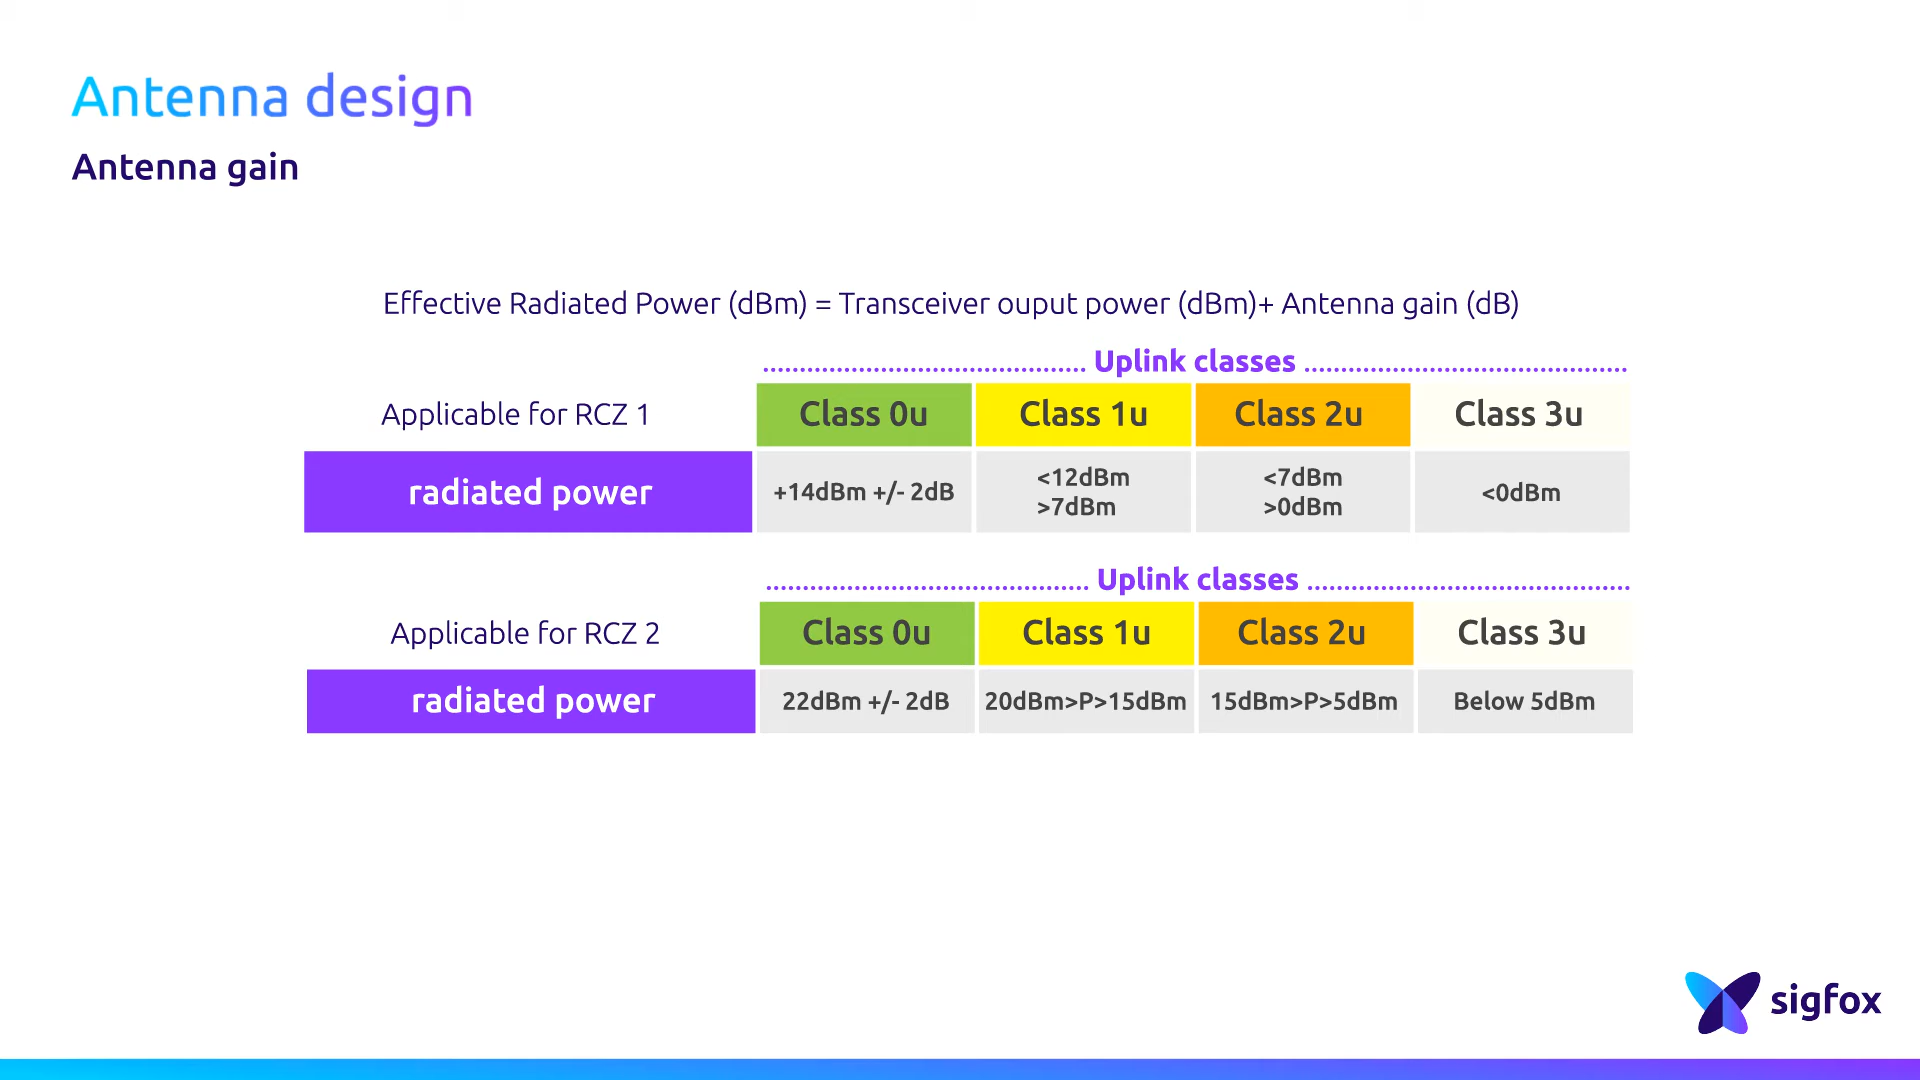 Antenna design
Antenna gain
Effective Radiated Power (dBm) = Transceiver ouput power (dBm)+ Antenna gain (dB)
Uplink classes
Applicable for RCZ 1 Class 0u Class 1u Class 2u Class 3u
radiated power +14dBm +/- 2dB <12dBm >7dBm <7dBm >0dBm <0dBm
Uplink classes
Applicable for RCZ 2 Class 0u Class 1u Class 2u Class 3u
radiated power 22dBm +/- 2dB 20dBm>P>15dBm 15dBm>P>5dBm Below 5dBm
sigfox